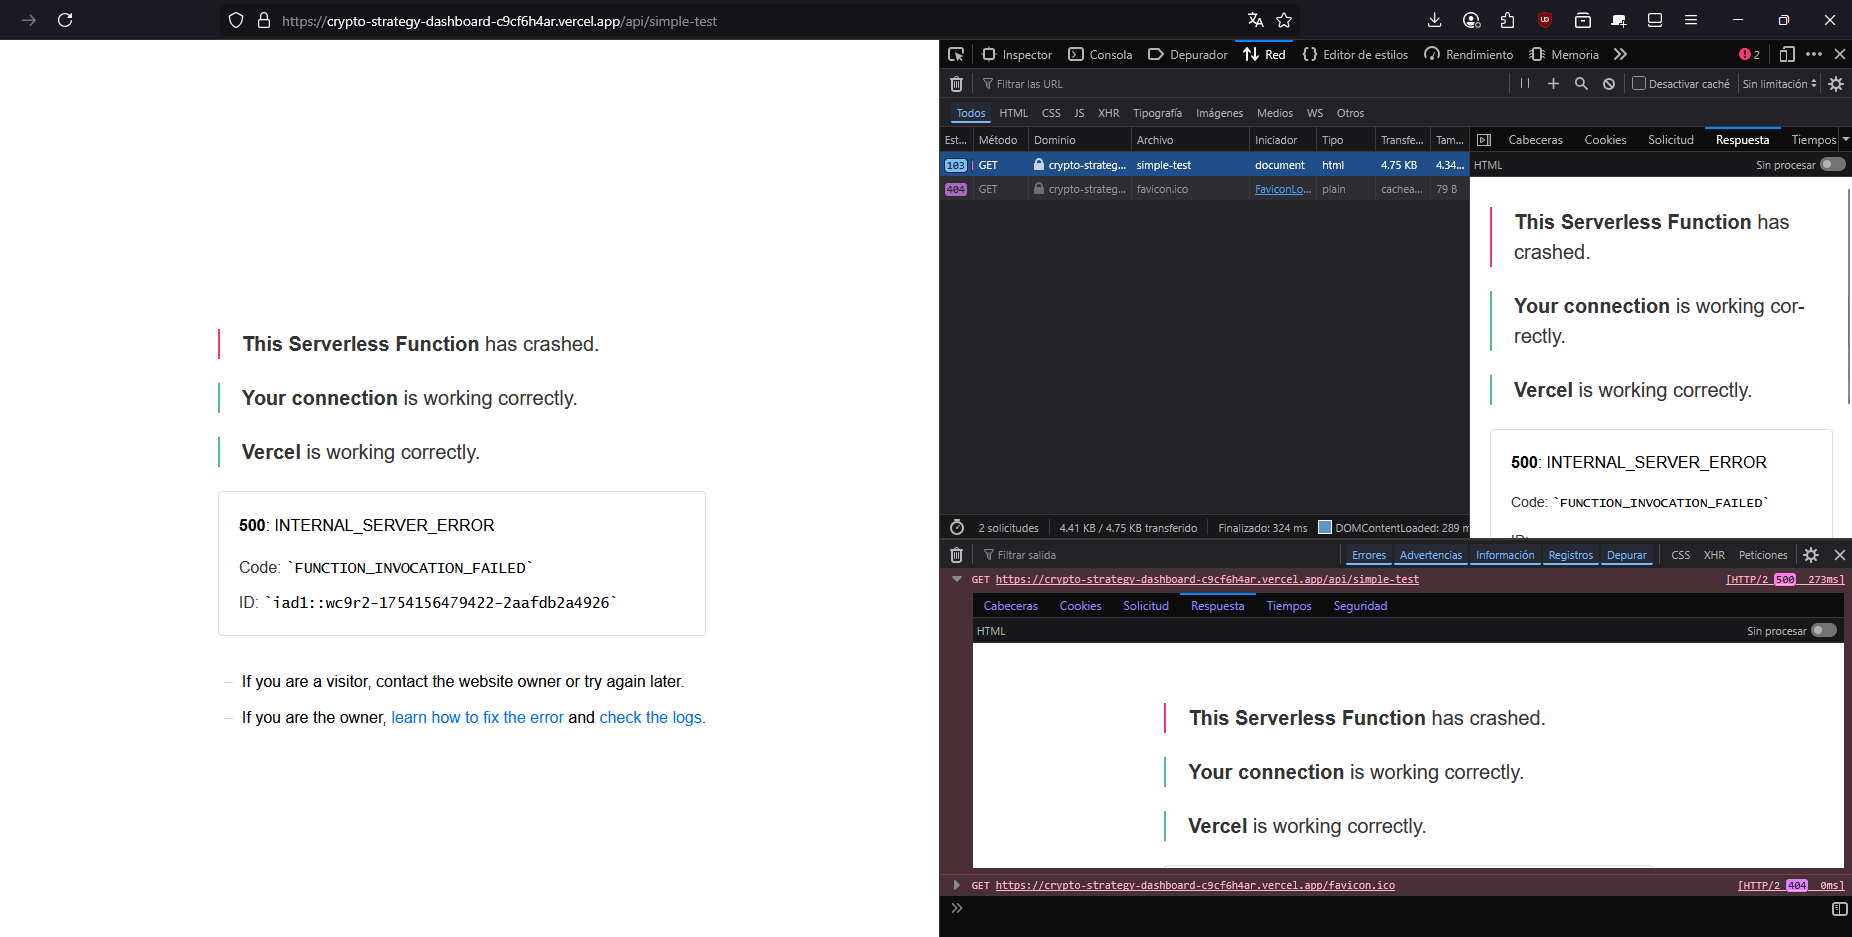 https://crypto-strategy-dashboard-c9cf6h4ar.vercel.app/api/simple-test
This Serverless Function has crashed.
Your connection is working correctly.
Vercel is working correctly.
500: INTERNAL_SERVER_ERROR
Code: `FUNCTION_INVOCATION_FAILED`
ID: `iad1::wc9r2-1754156479422-2aafdb2a4926`
– If you are a visitor, contact the website owner or try again later.
– If you are the owner, learn how to fix the error and check the logs.
Inspector Consola Depurador Red Editor de estilos Rendimiento Memoria 2
Filtrar las URL Desactivar caché Sin limitación
Todos HTML CSS JS XHR Tipografía Imágenes Medios WS Otros
Est... Método Dominio Archivo Iniciador Tipo Transfe... Tam...
103 GET crypto-strateg... simple-test document html 4.75 KB 4.34...
404 GET crypto-strateg... favicon.ico FaviconLo... plain cachea... 79 B
2 solicitudes 4.41 KB / 4.75 KB transferido Finalizado: 324 ms DOMContentLoaded: 289 m
Cabeceras Cookies Solicitud Respuesta Tiempos
HTML Sin procesar
This Serverless Function has
crashed.
Your connection is working cor-
rectly.
Vercel is working correctly.
500: INTERNAL_SERVER_ERROR
Code: `FUNCTION_INVOCATION_FAILED`
Filtrar salida Errores Advertencias Información Registros Depurar CSS XHR Peticiones
GET https://crypto-strategy-dashboard-c9cf6h4ar.vercel.app/api/simple-test [HTTP/2 500 273ms]
Cabeceras Cookies Solicitud Respuesta Tiempos Seguridad
HTML Sin procesar
This Serverless Function has crashed.
Your connection is working correctly.
Vercel is working correctly.
GET https://crypto-strategy-dashboard-c9cf6h4ar.vercel.app/favicon.ico [HTTP/2 404 0ms]